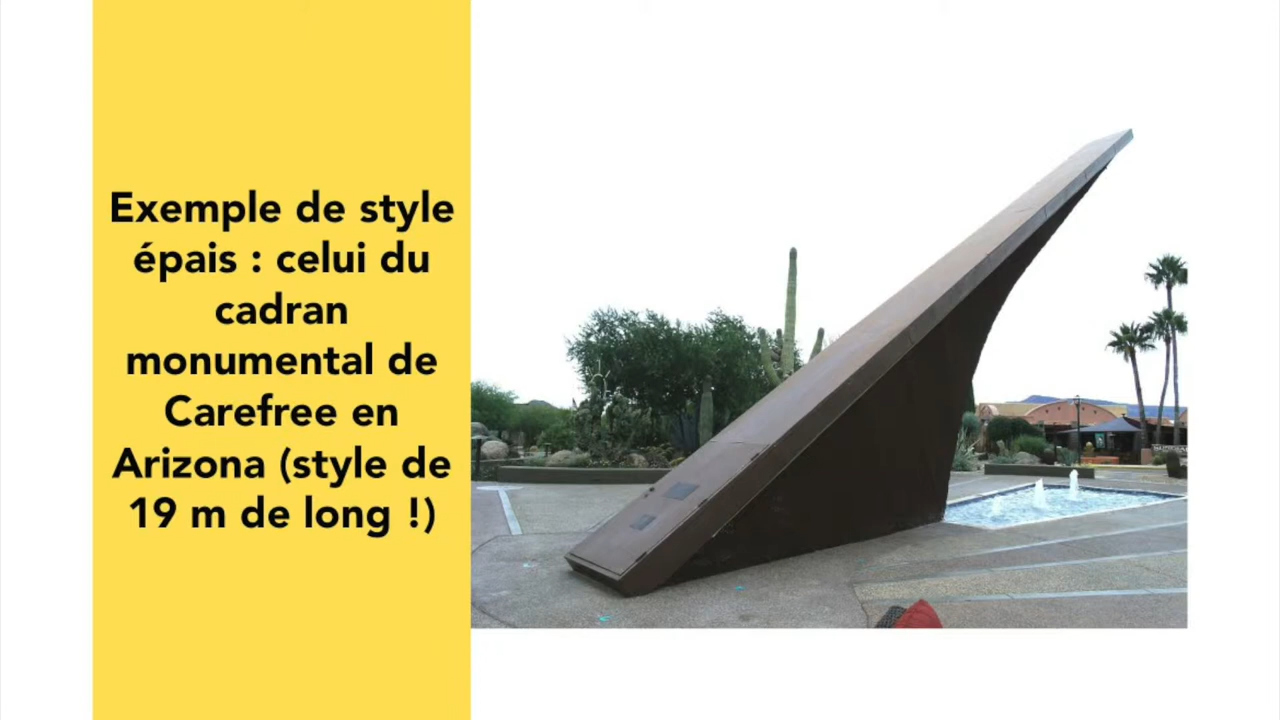 Exemple de style
épais : celui du
cadran
monumental de
Carefree en
Arizona (style de
19 m de long !)